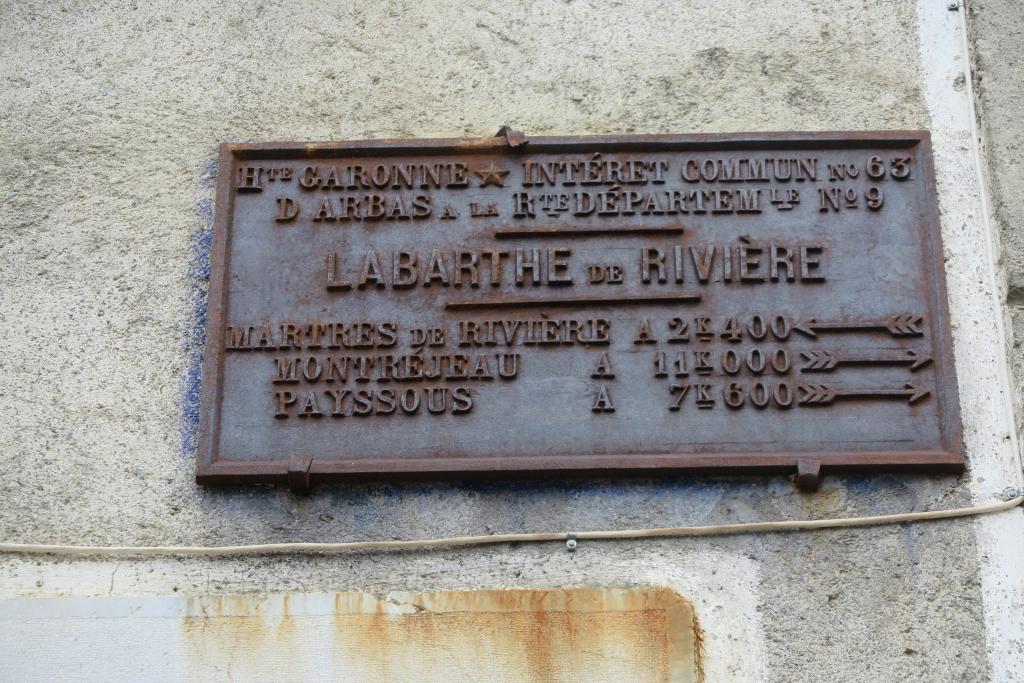 HTE GARONNE ★ INTÉRET COMMUN No 63
D ARBAS A LA RTE DÉPARTEMLE No 9
LABARTHE DE RIVIÈRE
MARTRES DE RIVIÈRE A 2K400
MONTRÉJEAU A 11K000
PAYSSOUS A 7K600